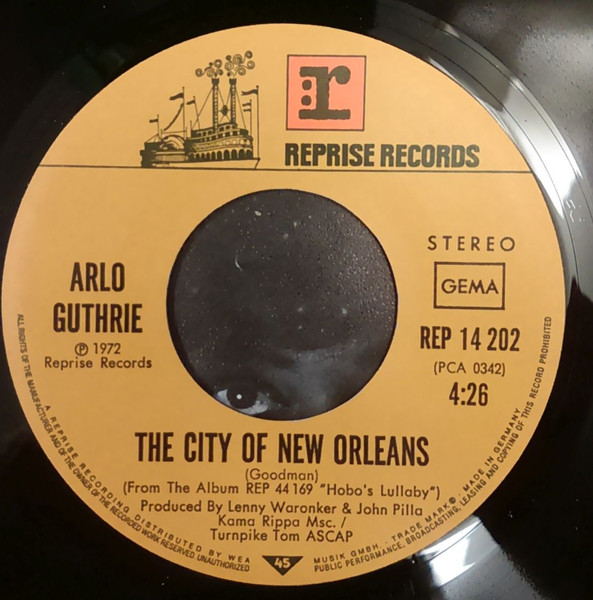 r
REPRISE RECORDS
STEREO
GEMA
ARLO
GUTHRIE
℗ 1972
Reprise Records
REP 14 202
(PCA 0342)
4:26
THE CITY OF NEW ORLEANS
(Goodman)
(From The Album REP 44 169 "Hobo's Lullaby")
Produced By Lenny Waronker & John Pilla
Kama Rippa Msc. /
Turnpike Tom ASCAP
45
ALL RIGHTS OF THE MANUFACTURER AND OF THE OWNER OF THE RECORDED WORK RESERVED. UNAUTHORIZED PUBLIC PERFORMANCE, BROADCASTING, LEASING AND COPYING OF THIS RECORD PROHIBITED
A REPRISE RECORDING DISTRIBUTED BY WEA MUSIK GMBH. · TRADE MARK ®. MADE IN GERMANY